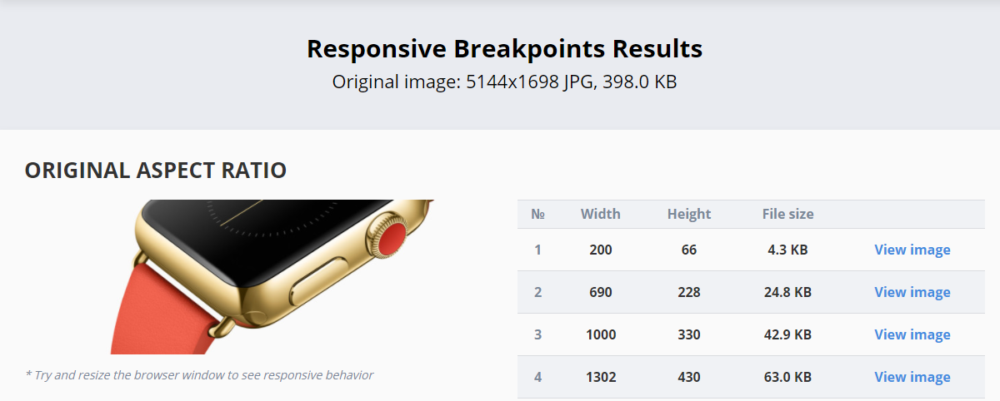 Responsive Breakpoints Results
Original image: 5144x1698 JPG, 398.0 KB
ORIGINAL ASPECT RATIO
№ Width Height File size
1 200 66 4.3 KB View image
2 690 228 24.8 KB View image
3 1000 330 42.9 KB View image
4 1302 430 63.0 KB View image
* Try and resize the browser window to see responsive behavior